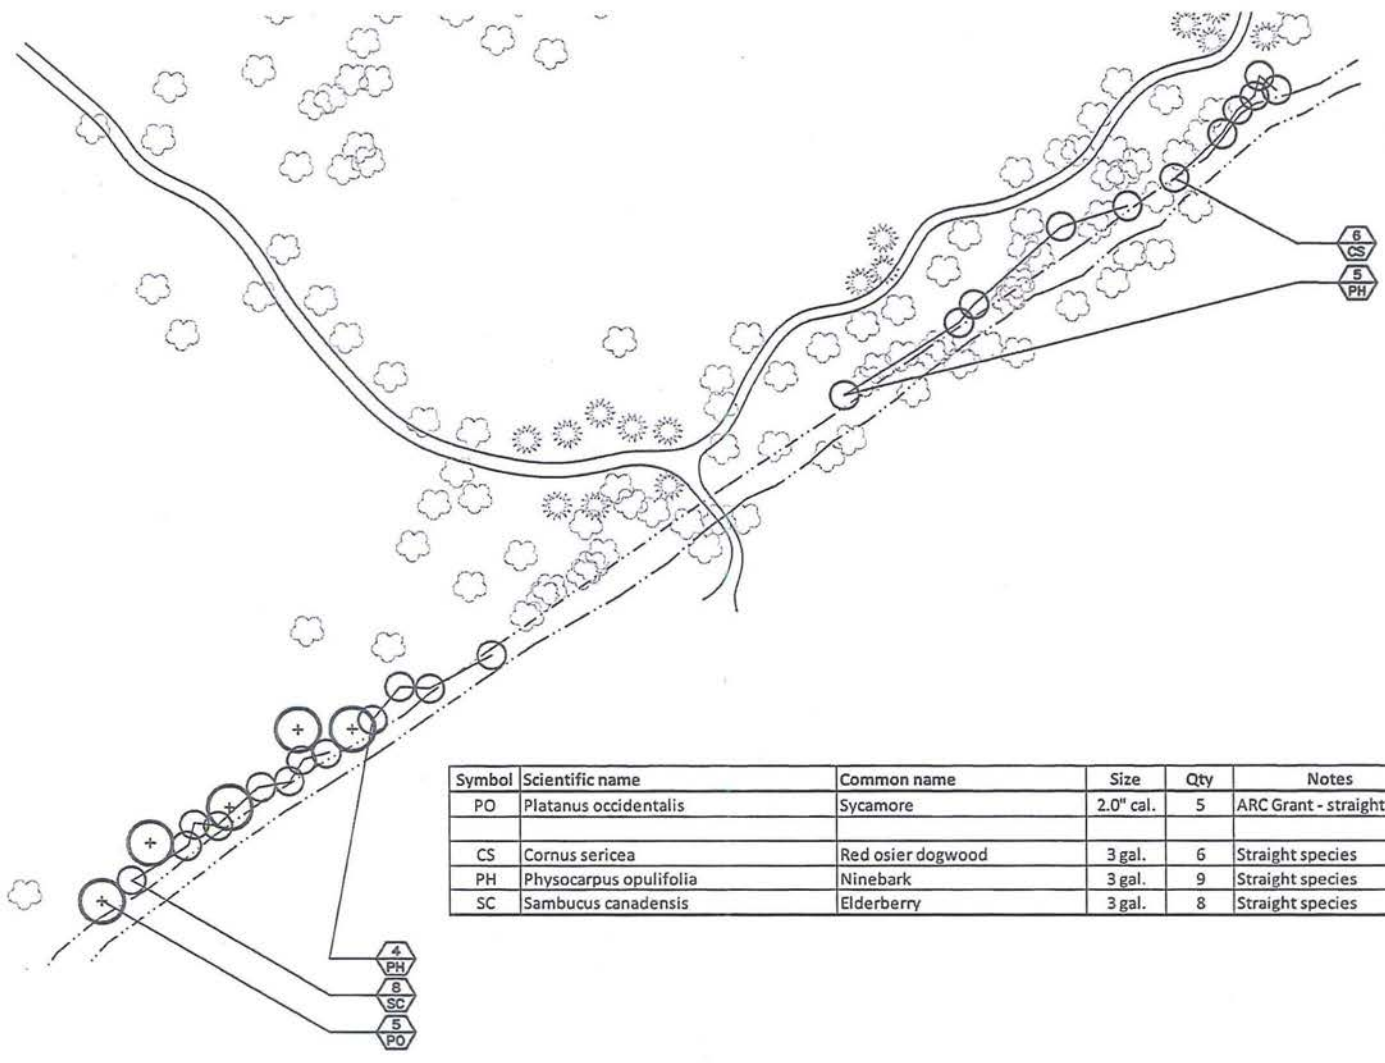 6
CS
5
PH
Symbol Scientific name Common name Size Qty Notes
PO Platanus occidentalis Sycamore 2.0" cal. 5 ARC Grant - straight
CS Cornus sericea Red osier dogwood 3 gal. 6 Straight species
PH Physocarpus opulifolia Ninebark 3 gal. 9 Straight species
SC Sambucus canadensis Elderberry 3 gal. 8 Straight species
4
PH
8
SC
5
PO